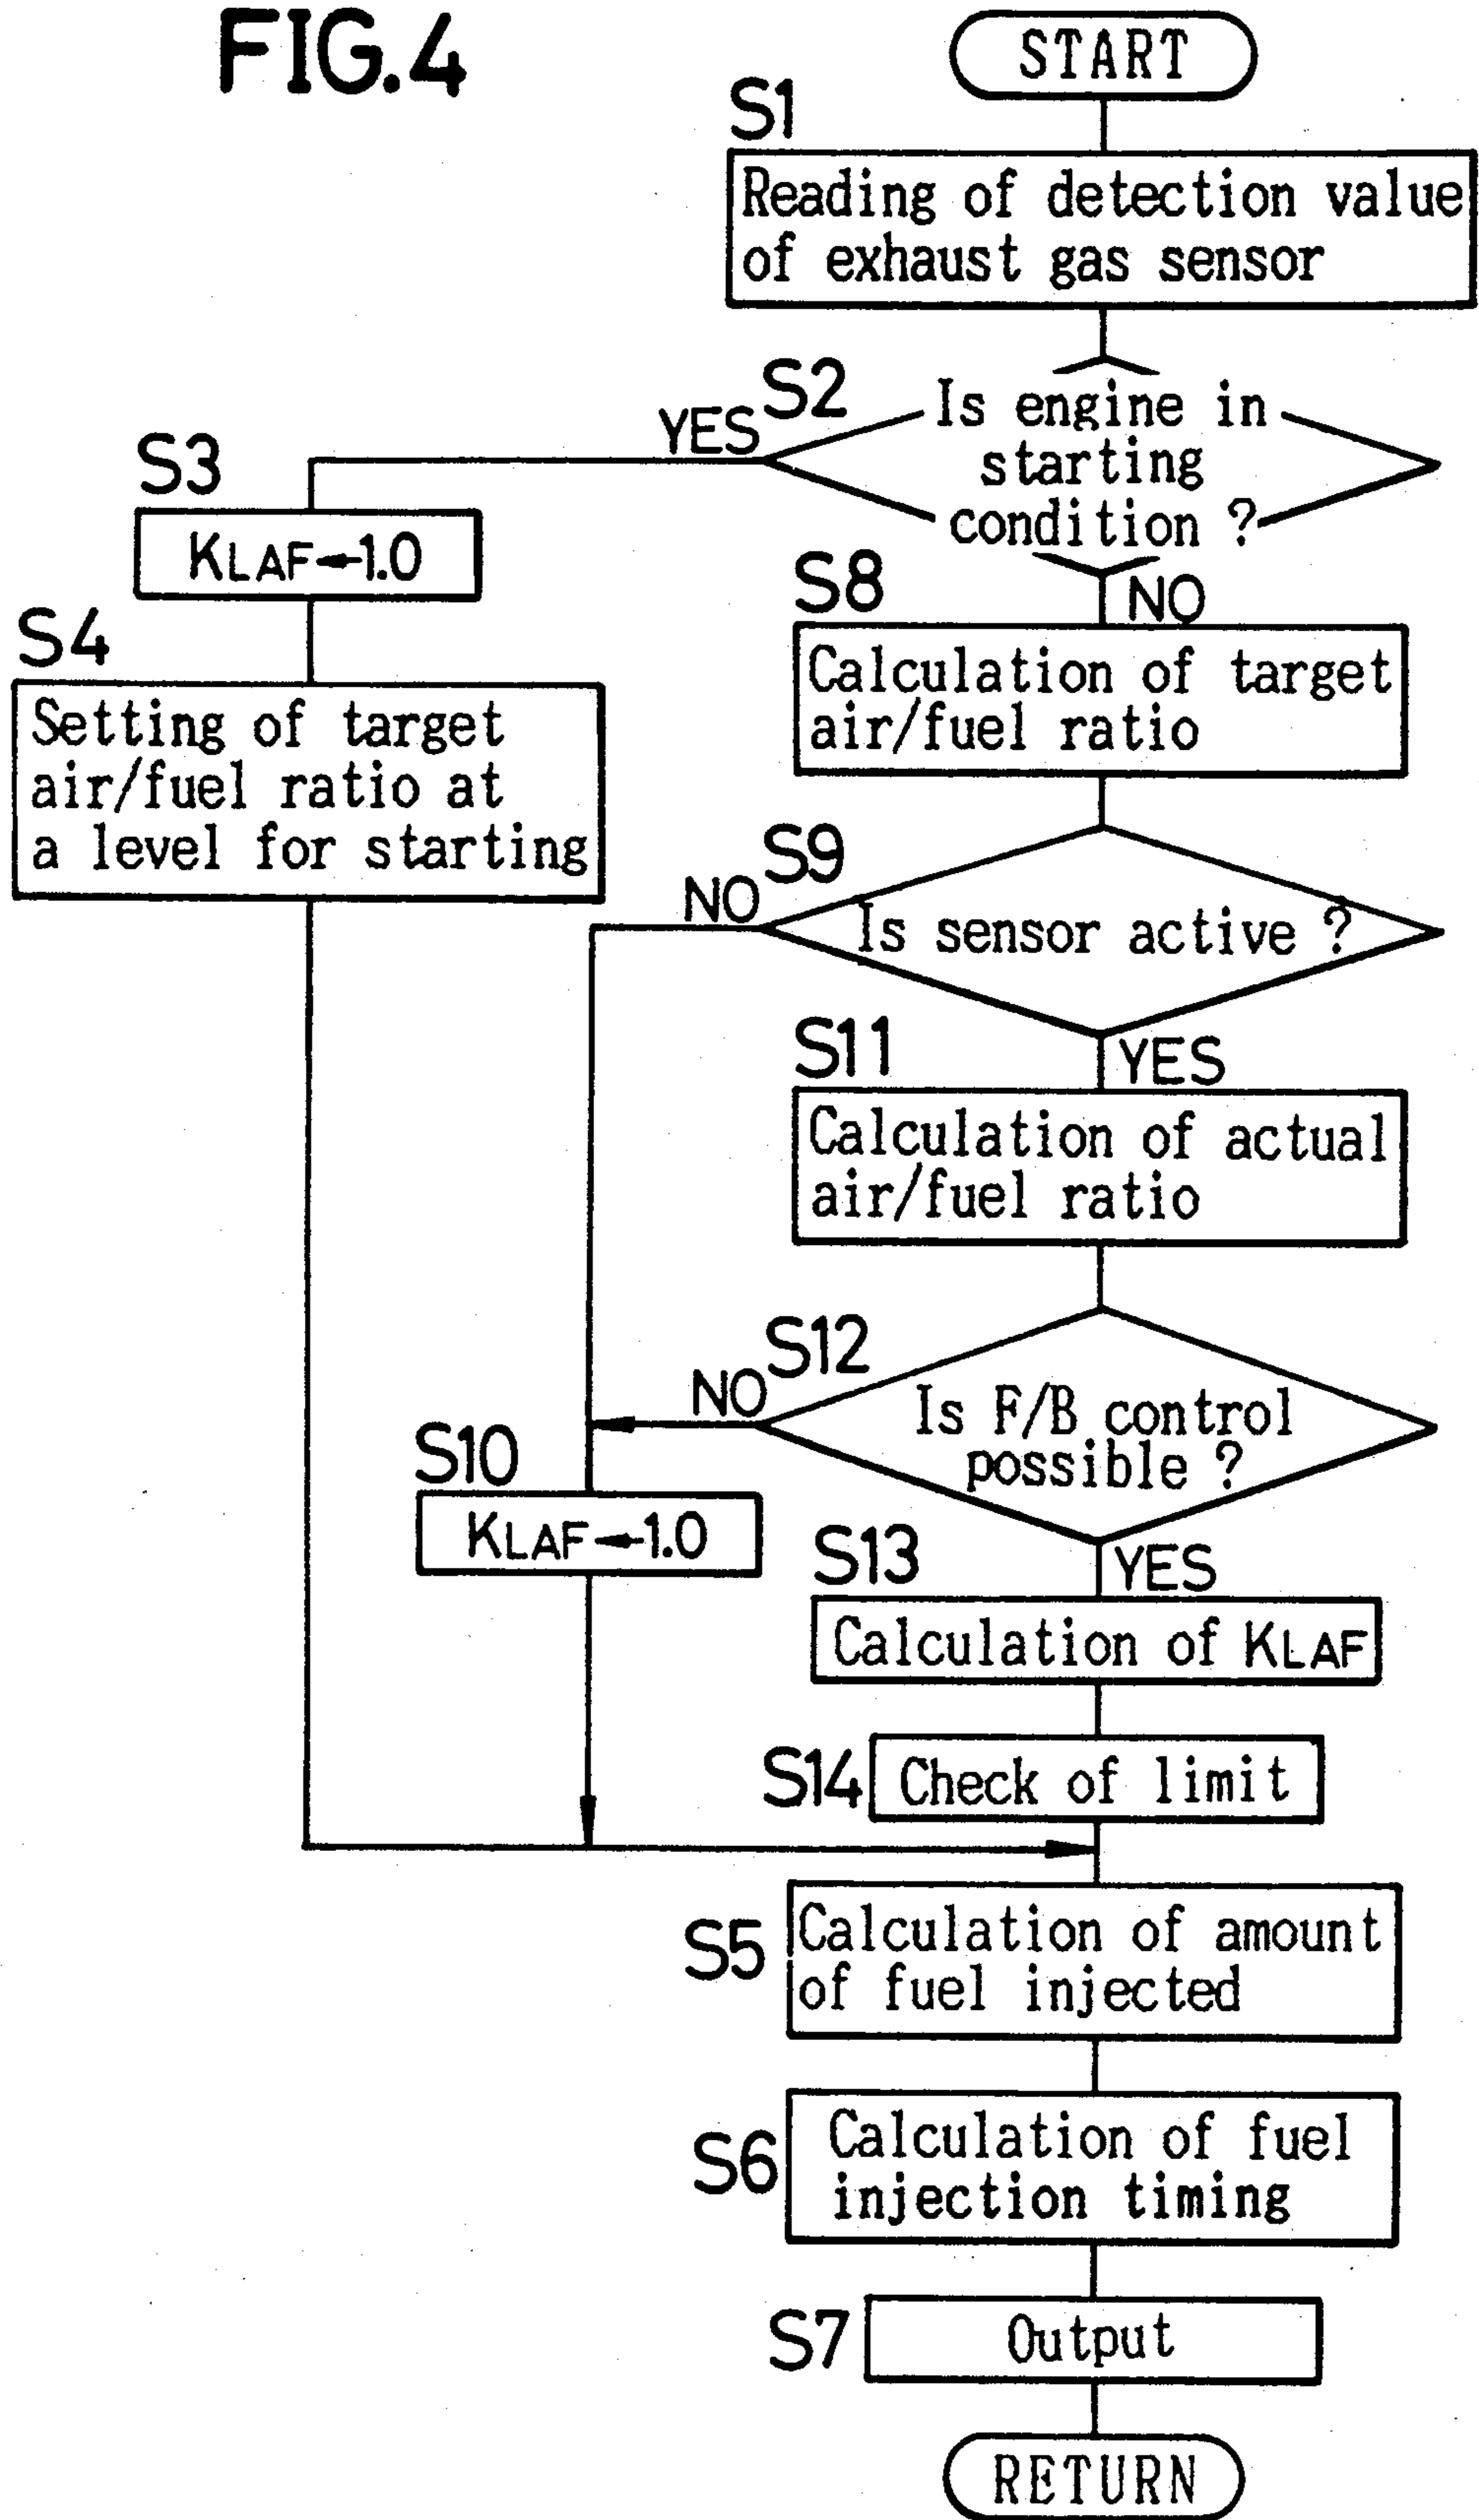 FIG.4
START
S1
Reading of detection value
of exhaust gas sensor
S2
Is engine in
starting
condition ?
YES
NO
S3
KLAF←1.0
S4
Setting of target
air/fuel ratio at
a level for starting
S8
Calculation of target
air/fuel ratio
S9
Is sensor active ?
NO
YES
S11
Calculation of actual
air/fuel ratio
S12
Is F/B control
possible ?
NO
YES
S10
KLAF←1.0
S13
Calculation of KLAF
S14
Check of limit
S5
Calculation of amount
of fuel injected
S6
Calculation of fuel
injection timing
S7
Output
RETURN